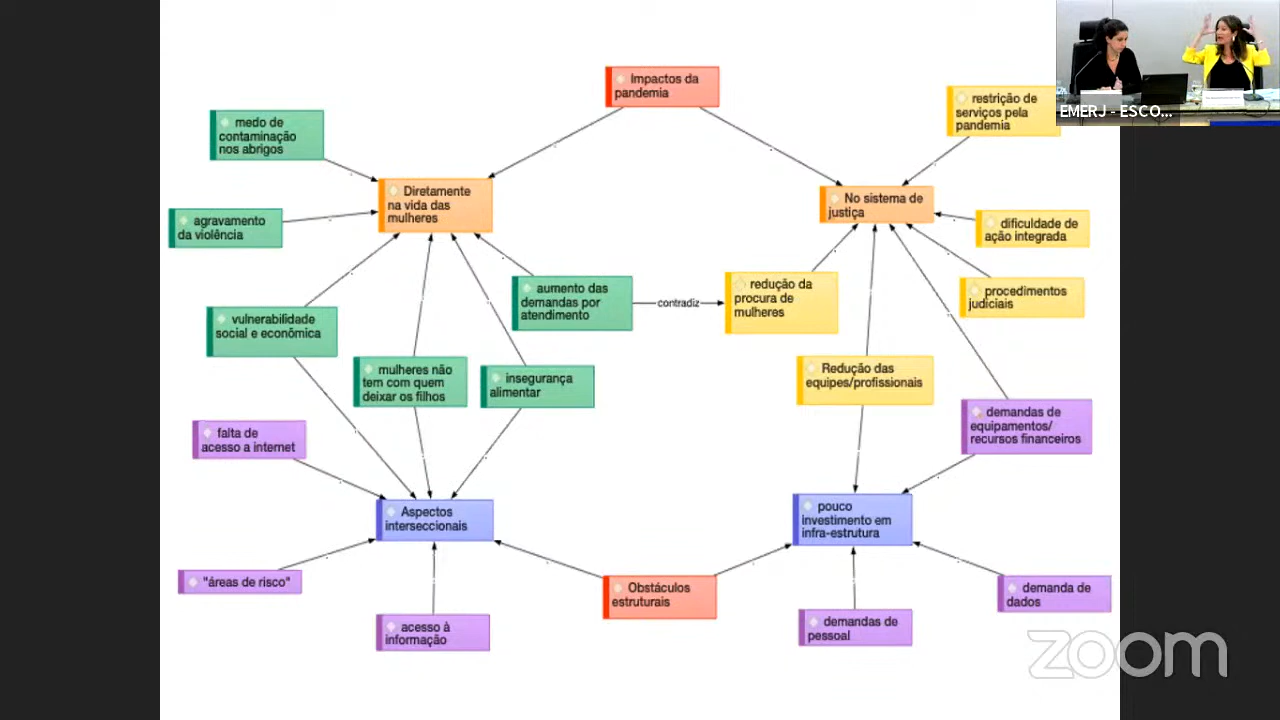 Impactos da
pandemia
restrição de
serviços pela
pandemia
EMERJ - ESCO...
medo de
contaminação
nos abrigos
Diretamente
na vida das
mulheres
No sistema de
justiça
agravamento
da violência
dificuldade de
ação integrada
aumento das
demandas por
atendimento
contradiz
redução da
procura de
mulheres
procedimentos
judiciais
vulnerabilidade
social e econômica
mulheres não
tem com quem
deixar os filhos
insegurança
alimentar
Redução das
equipes/profissionais
falta de
acesso a internet
demandas de
equipamentos/
recursos financeiros
Aspectos
interseccionais
pouco
investimento em
infra-estrutura
"áreas de risco"
Obstáculos
estruturais
demanda de
dados
acesso à
informação
demandas de
pessoal
zoom